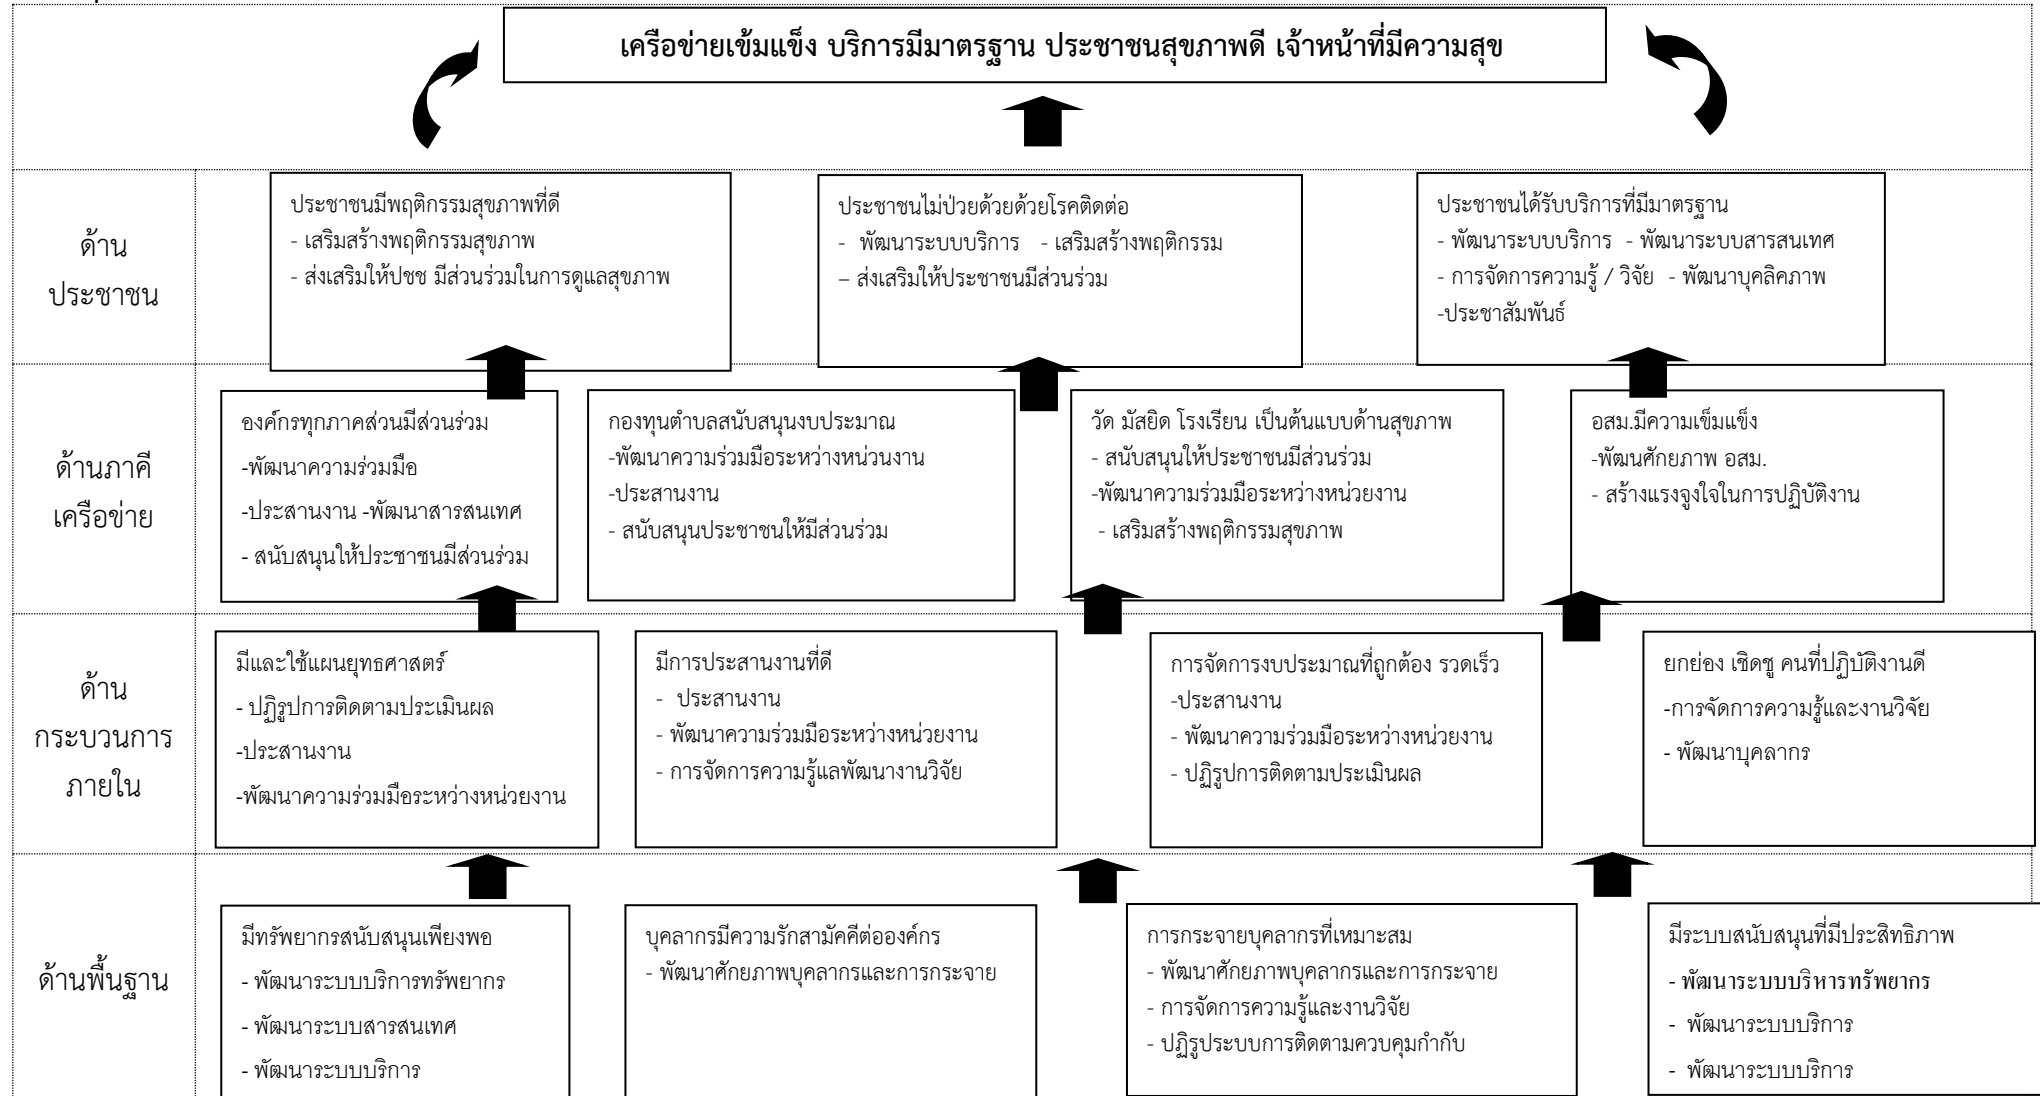 เครือข่ายเข้มแข็ง บริการมีมาตรฐาน ประชาชนสุขภาพดี เจ้าหน้าที่มีความสุข
ด้าน
ประชาชน
ประชาชนมีพฤติกรรมสุขภาพที่ดี
- เสริมสร้างพฤติกรรมสุขภาพ
- ส่งเสริมให้ปชช มีส่วนร่วมในการดูแลสุขภาพ
ประชาชนไม่ป่วยด้วยด้วยโรคติดต่อ
- พัฒนาระบบบริการ - เสริมสร้างพฤติกรรม
– ส่งเสริมให้ประชาชนมีส่วนร่วม
ประชาชนได้รับบริการที่มีมาตรฐาน
- พัฒนาระบบบริการ - พัฒนาระบบสารสนเทศ
- การจัดการความรู้ / วิจัย - พัฒนาบุคลิคภาพ
-ประชาสัมพันธ์
ด้านภาคี
เครือข่าย
องค์กรทุกภาคส่วนมีส่วนร่วม
-พัฒนาความร่วมมือ
-ประสานงาน -พัฒนาสารสนเทศ
- สนับสนุนให้ประชาชนมีส่วนร่วม
กองทุนตำบลสนับสนุนงบประมาณ
-พัฒนาความร่วมมือระหว่างหน่วนงาน
-ประสานงาน
- สนับสนุนประชาชนให้มีส่วนร่วม
วัด มัสยิด โรงเรียน เป็นต้นแบบด้านสุขภาพ
- สนับสนุนให้ประชาชนมีส่วนร่วม
-พัฒนาความร่วมมือระหว่างหน่วยงาน
- เสริมสร้างพฤติกรรมสุขภาพ
อสม.มีความเข็มแข็ง
-พัฒนศักยภาพ อสม.
- สร้างแรงจูงใจในการปฏิบัติงาน
ด้าน
กระบวนการ
ภายใน
มีและใช้แผนยุทธศาสตร์
- ปฏิรูปการติดตามประเมินผล
-ประสานงาน
-พัฒนาความร่วมมือระหว่างหน่วยงาน
มีการประสานงานที่ดี
- ประสานงาน
- พัฒนาความร่วมมือระหว่างหน่วยงาน
- การจัดการความรู้แลพัฒนางานวิจัย
การจัดการงบประมาณที่ถูกต้อง รวดเร็ว
-ประสานงาน
- พัฒนาความร่วมมือระหว่างหน่วยงาน
- ปฏิรูปการติดตามประเมินผล
ยกย่อง เชิดชู คนที่ปฏิบัติงานดี
-การจัดการความรู้และงานวิจัย
- พัฒนาบุคลากร
ด้านพื้นฐาน
มีทรัพยากรสนับสนุนเพียงพอ
- พัฒนาระบบบริการทรัพยากร
- พัฒนาระบบสารสนเทศ
- พัฒนาระบบบริการ
บุคลากรมีความรักสามัคคีต่อองค์กร
- พัฒนาศักยภาพบุคลากรและการกระจาย
การกระจายบุคลากรที่เหมาะสม
- พัฒนาศักยภาพบุคลากรและการกระจาย
- การจัดการความรู้และงานวิจัย
- ปฏิรูประบบการติดตามควบคุมกำกับ
มีระบบสนับสนุนที่มีประสิทธิภาพ
- พัฒนาระบบบริหารทรัพยากร
- พัฒนาระบบบริการ
- พัฒนาระบบบริการ